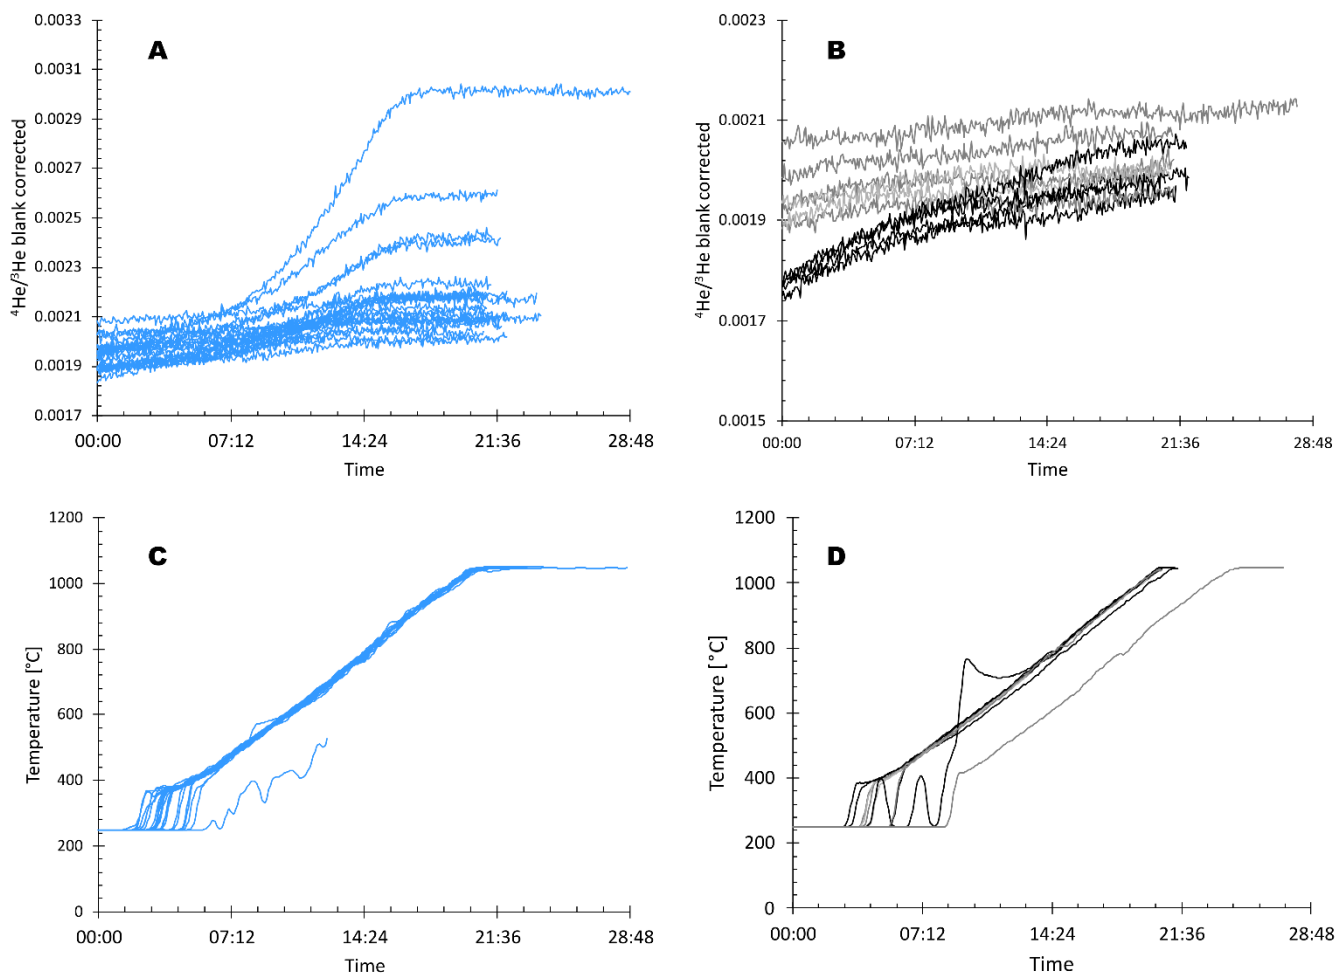 A
⁴He/³He blank corrected
0.0033
0.0031
0.0029
0.0027
0.0025
0.0023
0.0021
0.0019
0.0017
00:00 07:12 14:24 21:36 28:48
Time
B
⁴He/³He blank corrected
0.0023
0.0021
0.0019
0.0017
0.0015
00:00 07:12 14:24 21:36 28:48
Time
C
Temperature [°C]
1200
1000
800
600
400
200
0
00:00 07:12 14:24 21:36 28:48
Time
D
Temperature [°C]
1200
1000
800
600
400
200
0
00:00 07:12 14:24 21:36 28:48
Time